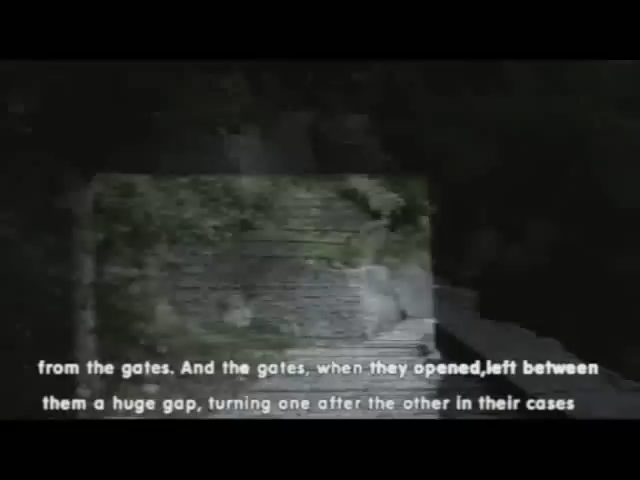 from the gates. And the gates, when they opened,left between
them a huge gap, turning one after the other in their cases